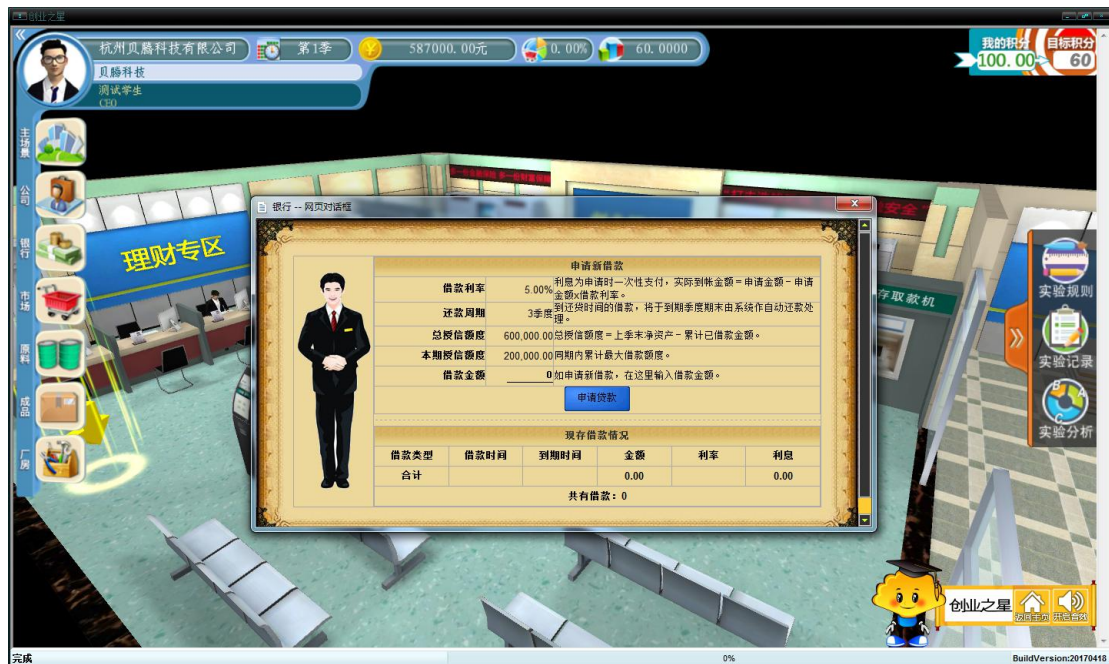 创业之星
杭州贝腾科技有限公司 第1季 587000.00元 0.00% 60.0000
贝腾科技
测试学生
CEO
我的积分 目标积分
100.00 60
主场景
公司
银行
市场
原料
成品
厂房
理财专区
存取款机
银行 -- 网页对话框
申请新借款
借款利率 5.00% 利息为申请时一次性支付，实际到帐金额=申请金额-申请
金额x借款利率。
还款周期 3季度 到还货时间的借款，将于到期季度期末由系统作自动还款处
理。
总授信额度 600,000.00 总授信额度=上季末净资产-累计已借款金额。
本期授信额度 200,000.00 同期内累计最大借款额度。
借款金额 0 如申请新借款，在这里输入借款金额。
申请贷款
现存借款情况
借款类型 借款时间 到期时间 金额 利率 利息
合计 0.00 0.00
共有借款：0
实验规则
实验记录
实验分析
B A
C
创业之星
返回主页 开启音效
完成 0% BuildVersion:20170418